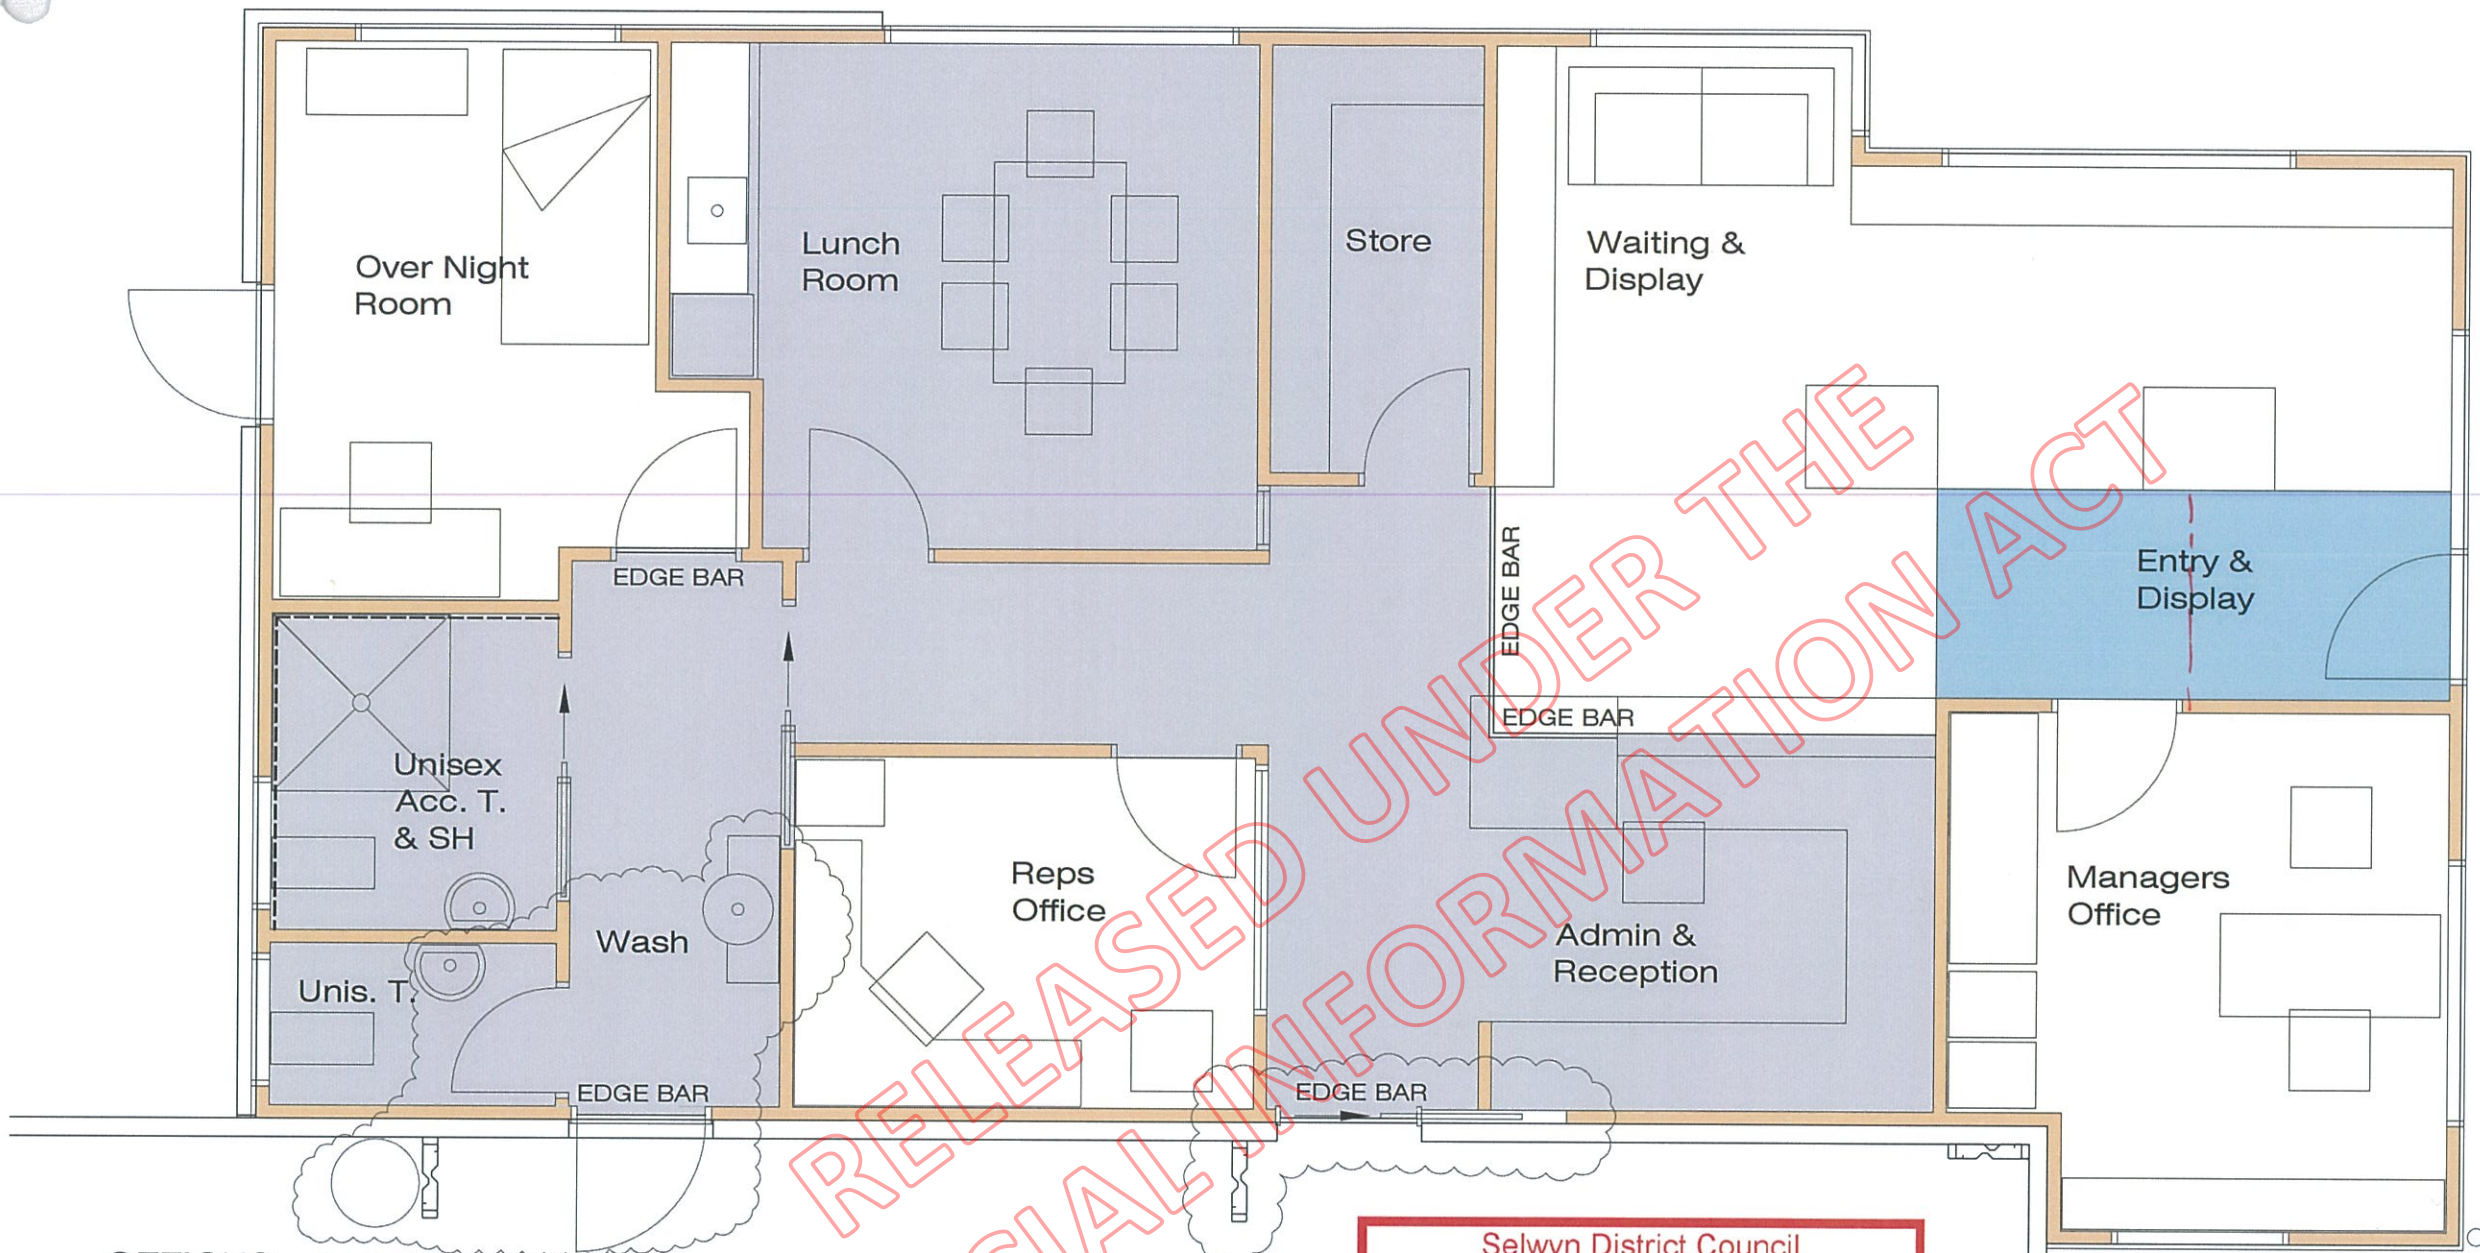 Over Night
Room
Lunch
Room
Store
Waiting &
Display
EDGE BAR
EDGE BAR
Entry &
Display
EDGE BAR
Unisex
Acc. T.
& SH
Wash
Unis. T.
Reps
Office
Admin &
Reception
Managers
Office
EDGE BAR
EDGE BAR
RELEASED UNDER THE
CIAL INFORMATION ACT
Selwyn District Council